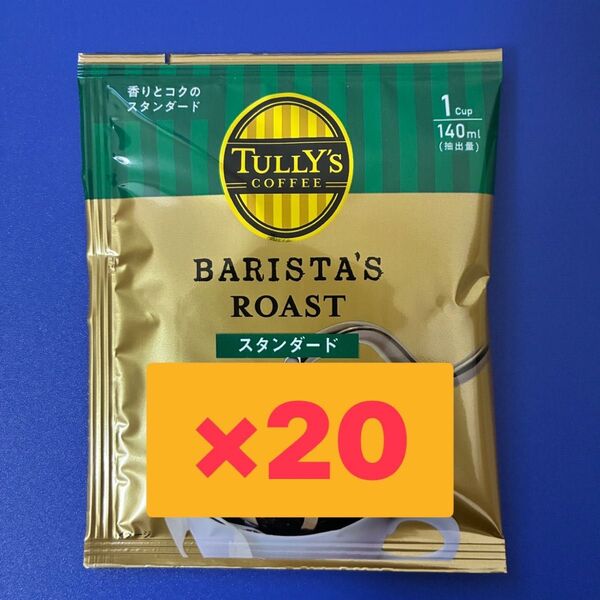 香りとコクの
スタンダード
1 Cup
140ml
(抽出量)
TULLY'S
COFFEE
BARISTA'S
ROAST
スタンダード
×20